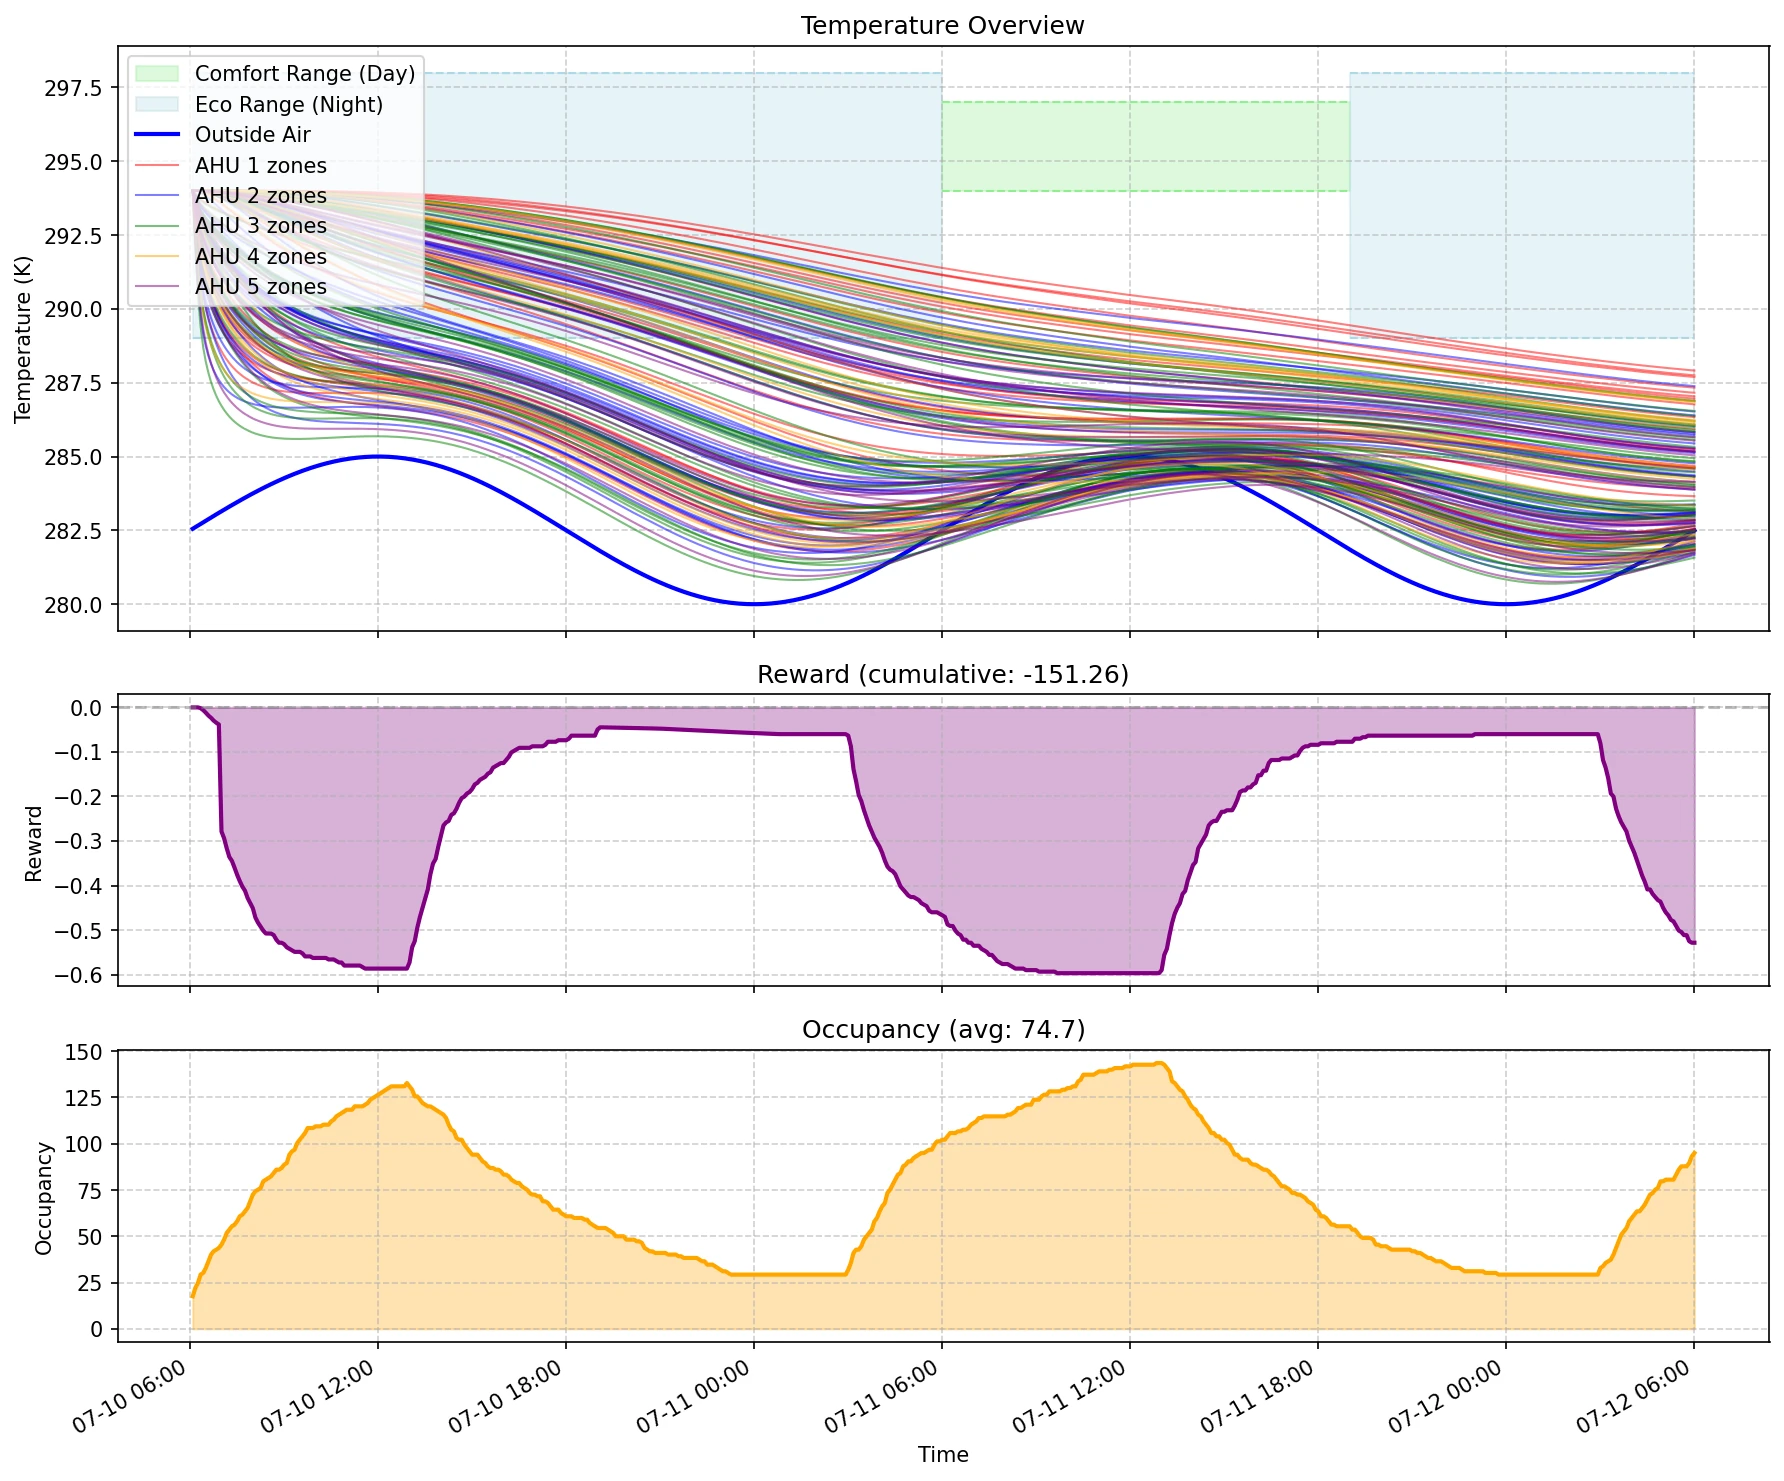 Temperature Overview
Comfort Range (Day)
Eco Range (Night)
Outside Air
AHU 1 zones
AHU 2 zones
AHU 3 zones
AHU 4 zones
AHU 5 zones
297.5
295.0
292.5
290.0
287.5
285.0
282.5
280.0
Temperature (K)
Reward (cumulative: -151.26)
0.0
−0.1
−0.2
−0.3
−0.4
−0.5
−0.6
Reward
Occupancy (avg: 74.7)
150
125
100
75
50
25
0
Occupancy
07-10 06:00
07-10 12:00
07-10 18:00
07-11 00:00
07-11 06:00
07-11 12:00
07-11 18:00
07-12 00:00
07-12 06:00
Time